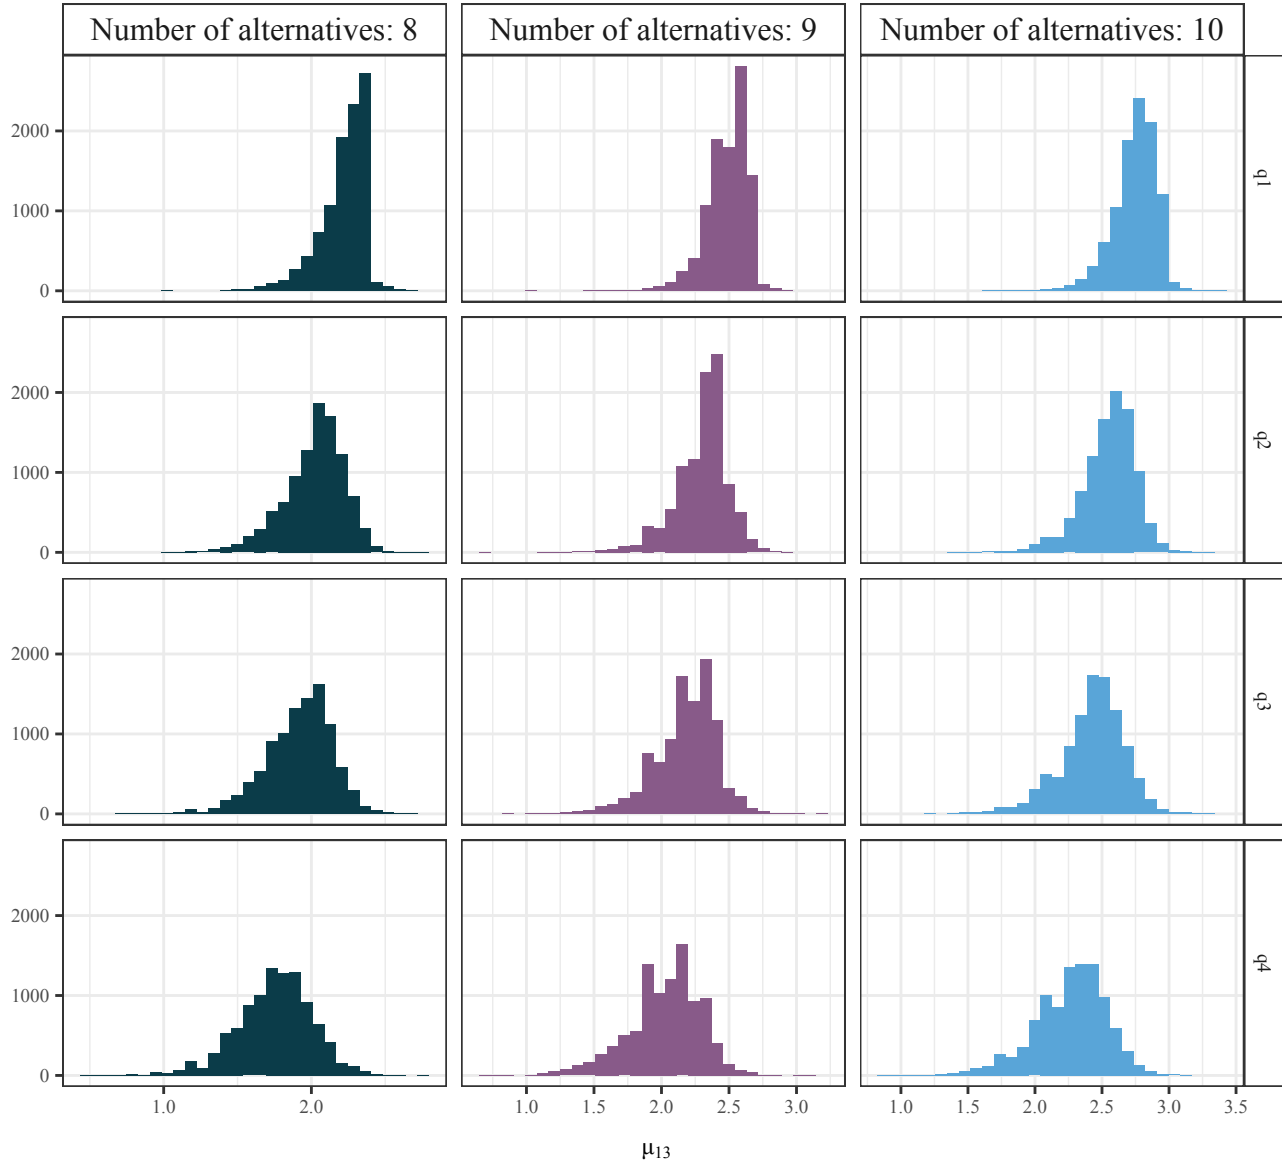 Number of alternatives: 8
Number of alternatives: 9
Number of alternatives: 10
2000
1000
0
q1
2000
1000
0
q2
2000
1000
0
q3
2000
1000
0
q4
1.0 2.0
1.0 1.5 2.0 2.5 3.0
1.0 1.5 2.0 2.5 3.0 3.5
μ13